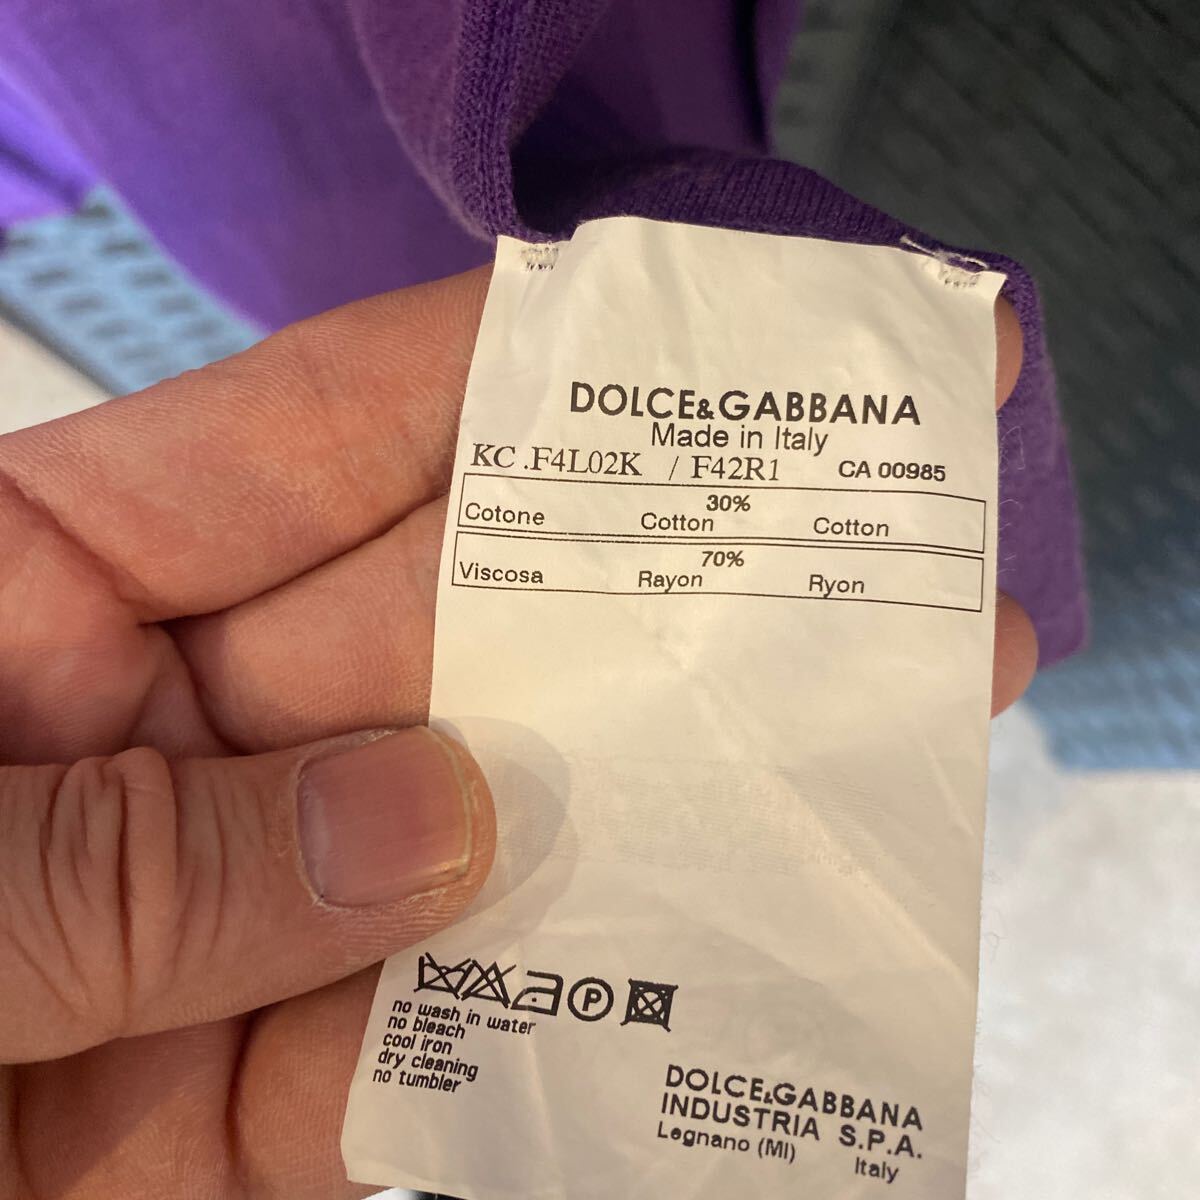 DOLCE&GABBANA
Made in Italy
KC .F4L02K / F42R1 CA 00985
30%
Cotone Cotton Cotton
70%
Viscosa Rayon Ryon
P
no wash in water
no bleach
cool iron
dry cleaning
no tumbler
DOLCE&GABBANA
INDUSTRIA S.P.A.
Legnano (MI)
Italy